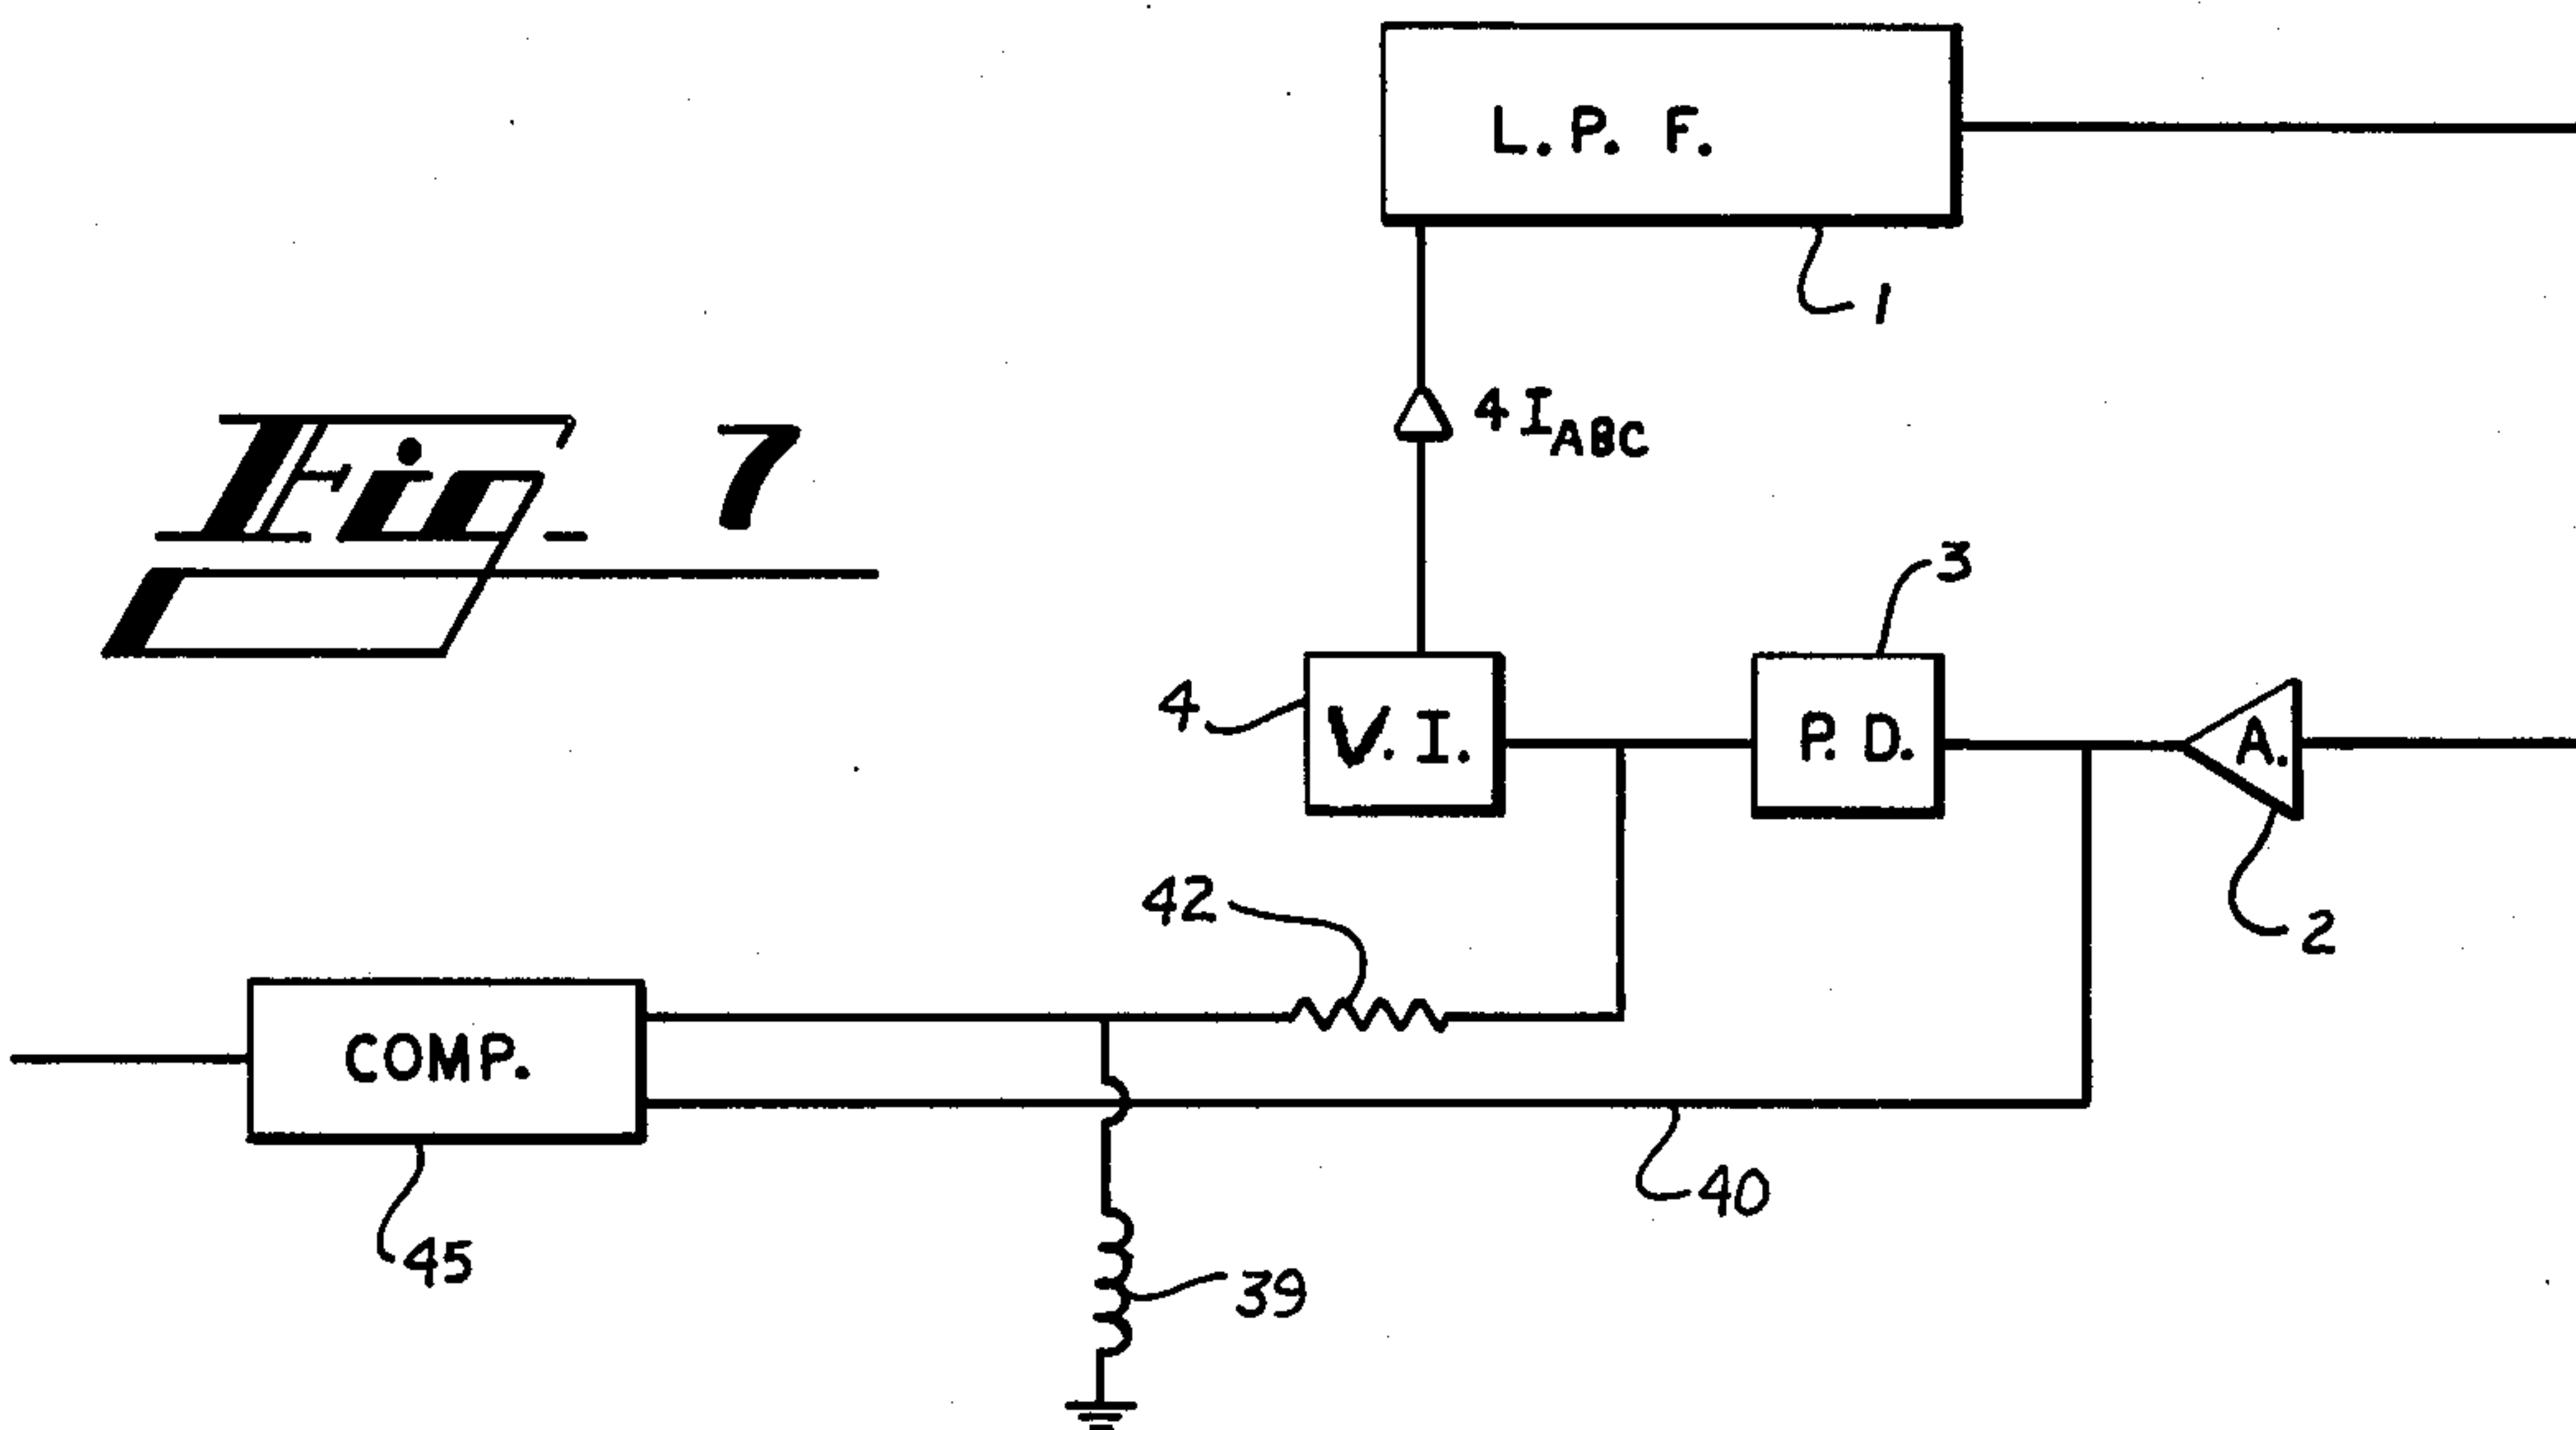 L. P. F.
1
4 I_ABC
Fig. 7
3
4
V. I.
P. D.
A.
42
2
COMP.
40
45
39